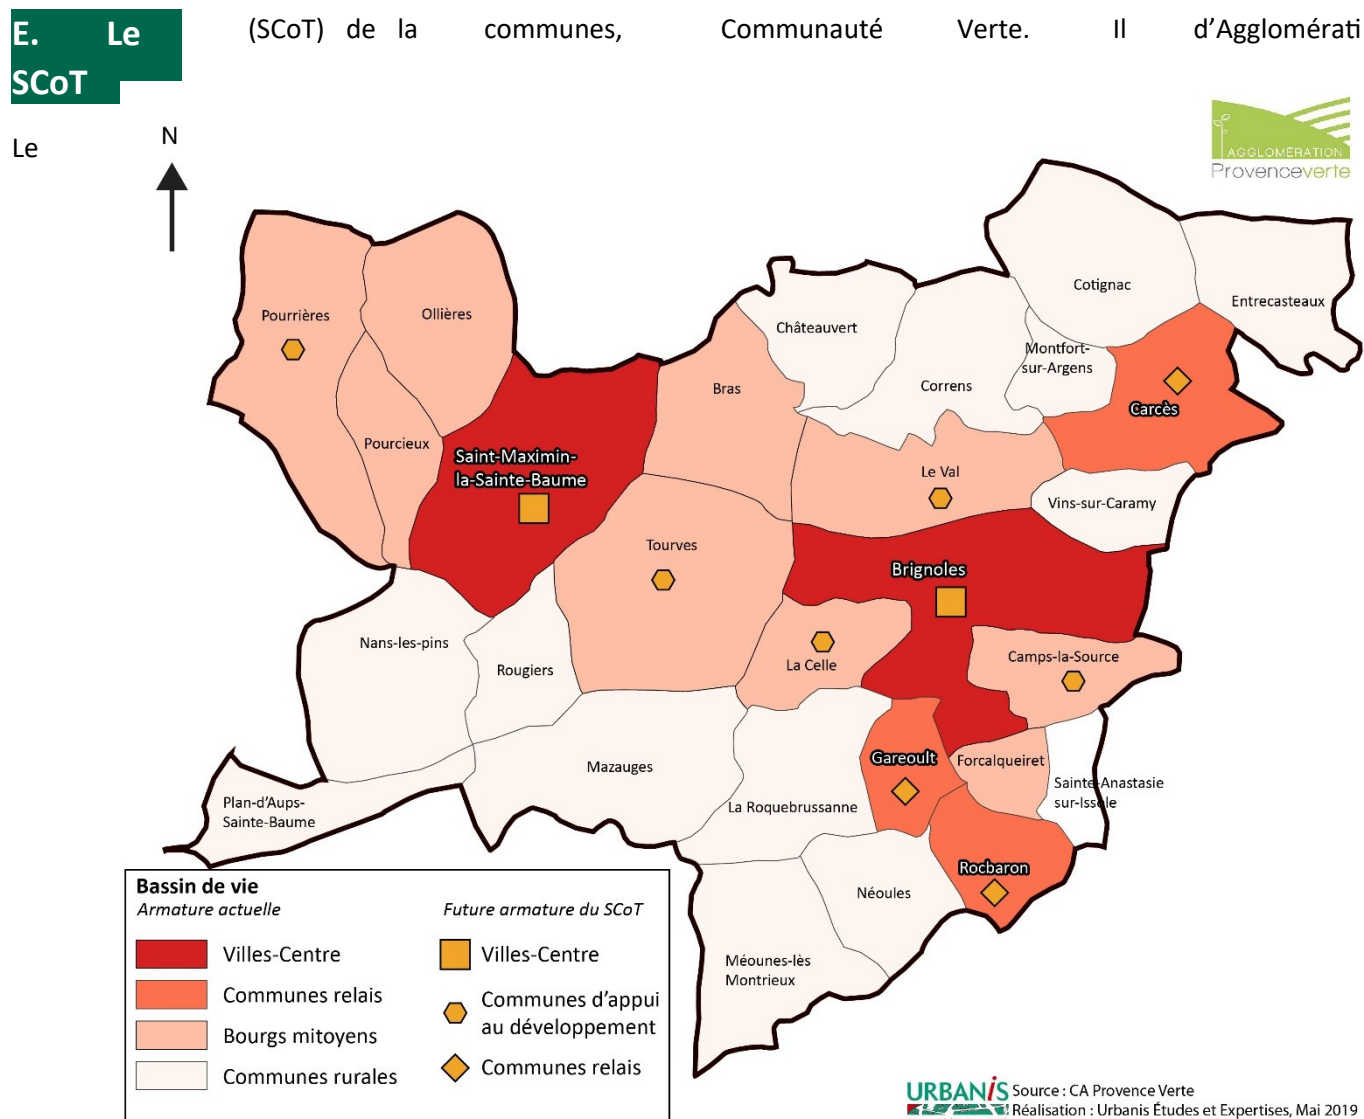 E. Le (SCoT) de la communes, Communauté Verte. Il d'Agglomérati
SCoT
Le
N
AGGLOMÉRATION
Provenceverte
Cotignac
Entrecasteaux
Pourrières
Ollières
Châteauvert
Montfort-
sur-Argens
Correns
Bras
Carcès
Pourcieux
Saint-Maximin-
la-Sainte-Baume
Le Val
Vins-sur-Caramy
Tourves
Brignoles
Nans-les-pins
Rougiers
La Celle
Camps-la-Source
Mazauges
Gareoult
Forcalqueiret
Sainte-Anastasie
sur-Issole
Plan-d'Aups-
Sainte-Baume
La Roquebrussanne
Rocbaron
Néoules
Méounes-lès
Montrieux
Bassin de vie
Armature actuelle
Villes-Centre
Communes relais
Bourgs mitoyens
Communes rurales
Future armature du SCoT
Villes-Centre
Communes d'appui
au développement
Communes relais
URBANiS
Source : CA Provence Verte
Réalisation : Urbanis Études et Expertises, Mai 2019